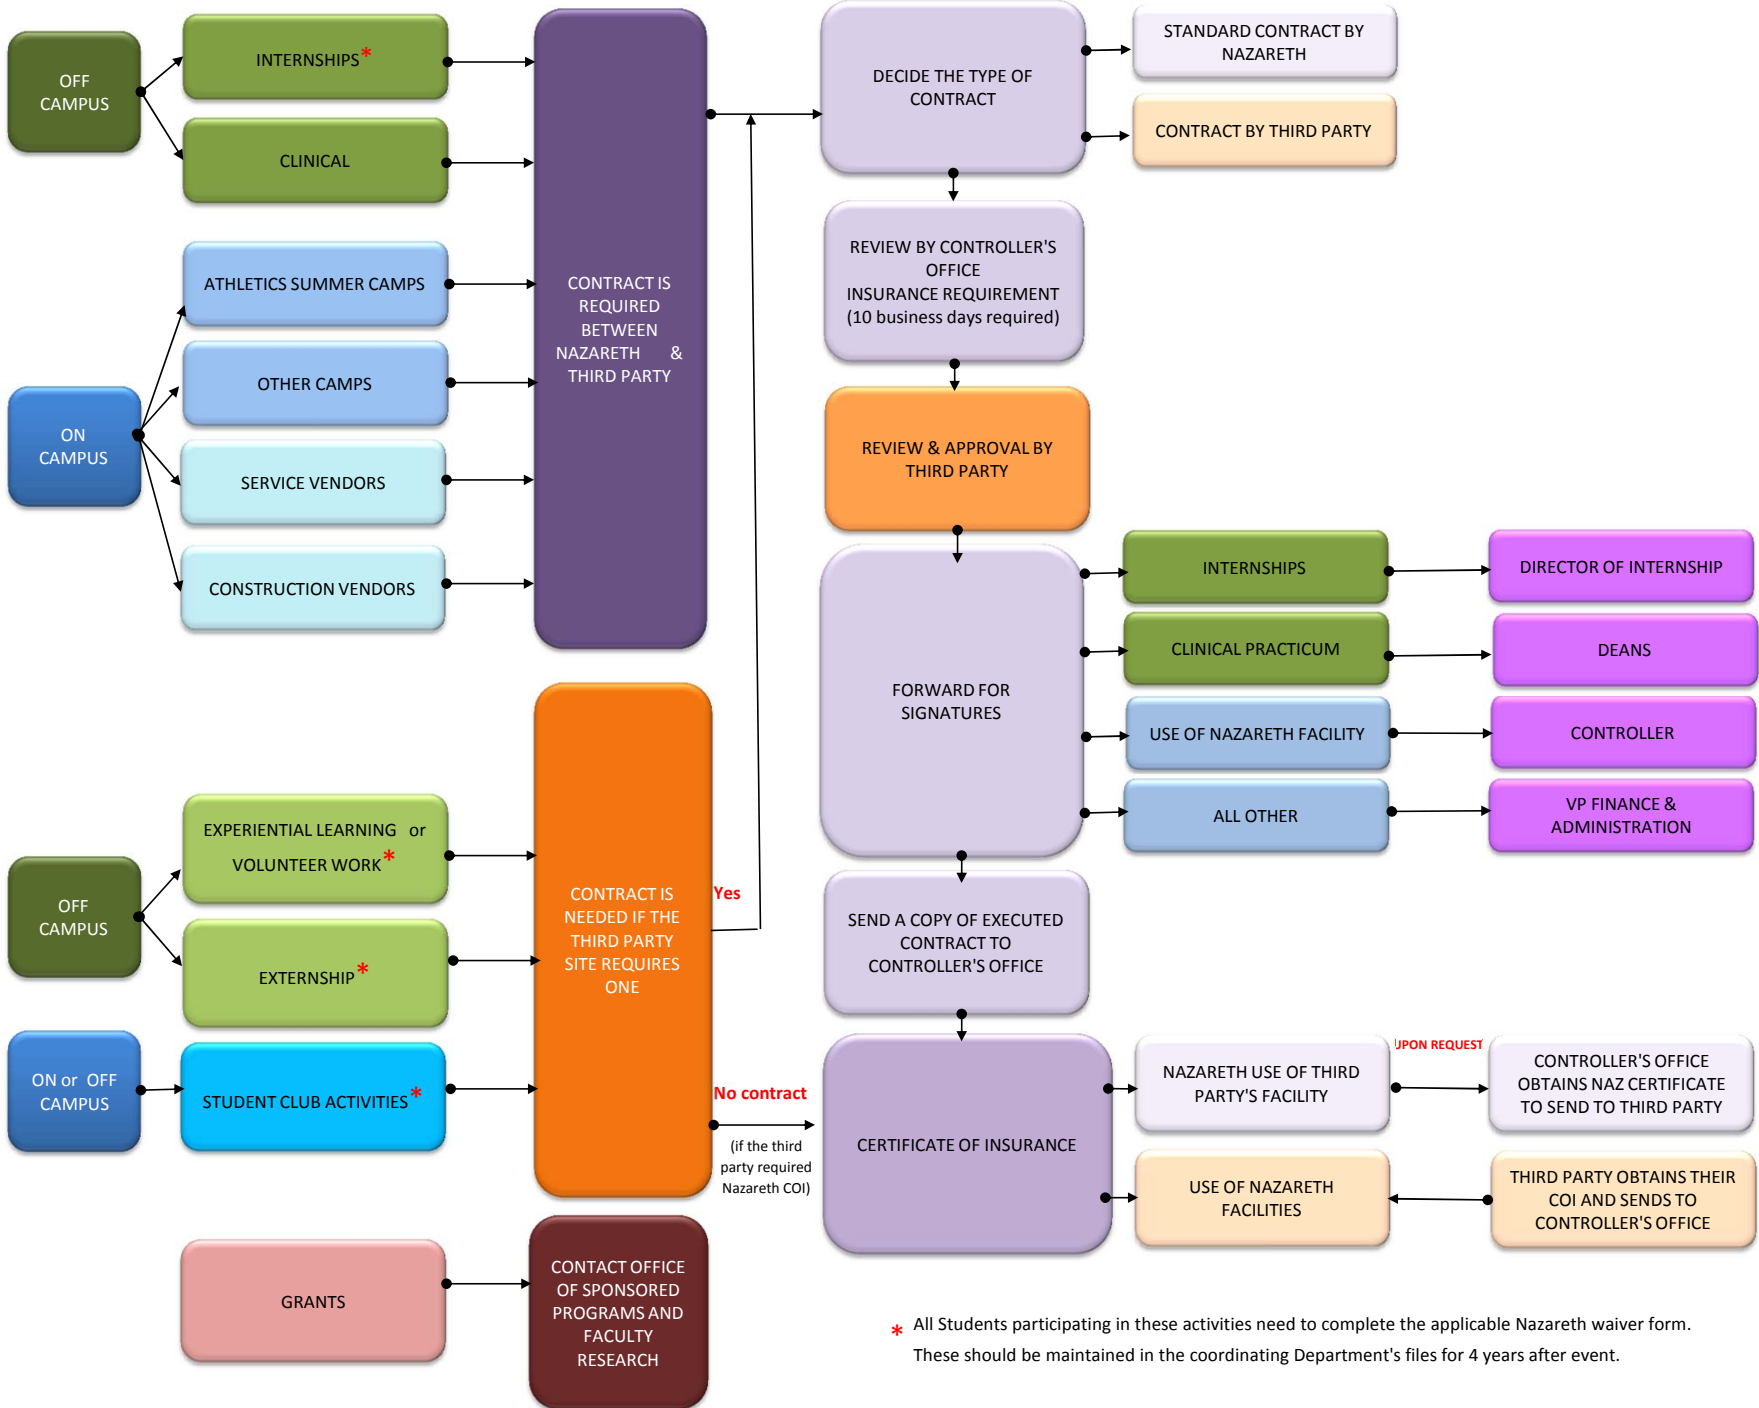 OFF
CAMPUS
INTERNSHIPS*
CLINICAL
ON
CAMPUS
ATHLETICS SUMMER CAMPS
OTHER CAMPS
SERVICE VENDORS
CONSTRUCTION VENDORS
CONTRACT IS
REQUIRED
BETWEEN
NAZARETH &
THIRD PARTY
DECIDE THE TYPE OF
CONTRACT
STANDARD CONTRACT BY
NAZARETH
CONTRACT BY THIRD PARTY
REVIEW BY CONTROLLER'S
OFFICE
INSURANCE REQUIREMENT
(10 business days required)
REVIEW & APPROVAL BY
THIRD PARTY
FORWARD FOR
SIGNATURES
INTERNSHIPS
DIRECTOR OF INTERNSHIP
CLINICAL PRACTICUM
DEANS
USE OF NAZARETH FACILITY
CONTROLLER
ALL OTHER
VP FINANCE &
ADMINISTRATION
OFF
CAMPUS
EXPERIENTIAL LEARNING or
VOLUNTEER WORK*
EXTERNSHIP*
ON or OFF
CAMPUS
STUDENT CLUB ACTIVITIES*
CONTRACT IS
NEEDED IF THE
THIRD PARTY
SITE REQUIRES
ONE
Yes
No contract
(if the third
party required
Nazareth COI)
SEND A COPY OF EXECUTED
CONTRACT TO
CONTROLLER'S OFFICE
CERTIFICATE OF INSURANCE
NAZARETH USE OF THIRD
PARTY'S FACILITY
UPON REQUEST
CONTROLLER'S OFFICE
OBTAINS NAZ CERTIFICATE
TO SEND TO THIRD PARTY
USE OF NAZARETH
FACILITIES
THIRD PARTY OBTAINS THEIR
COI AND SENDS TO
CONTROLLER'S OFFICE
GRANTS
CONTACT OFFICE
OF SPONSORED
PROGRAMS AND
FACULTY
RESEARCH
* All Students participating in these activities need to complete the applicable Nazareth waiver form.
These should be maintained in the coordinating Department's files for 4 years after event.